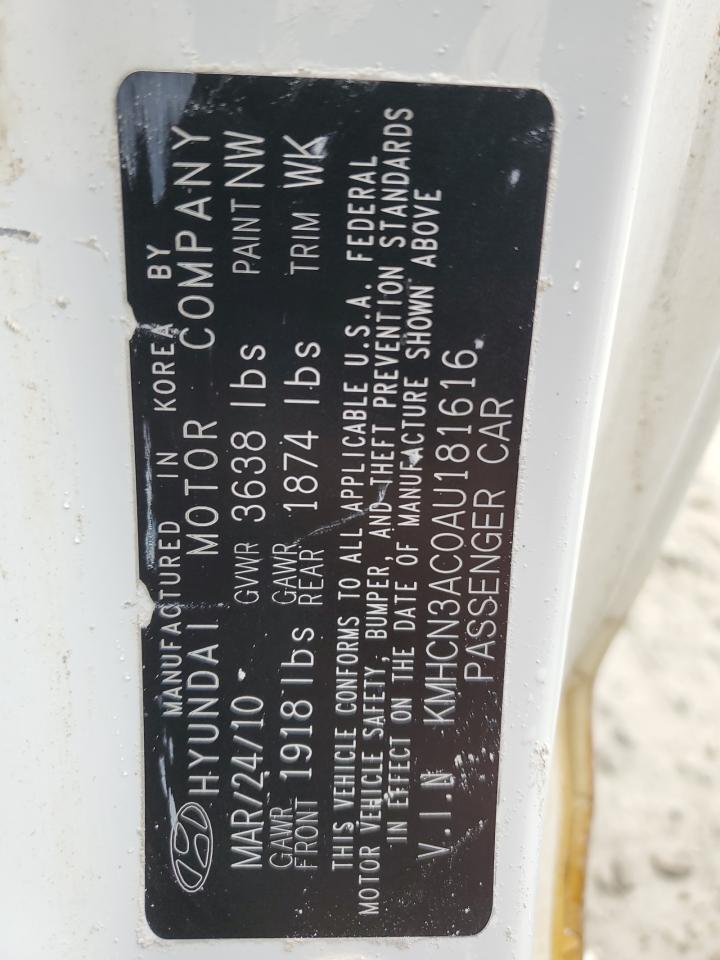 MANUFACTURED IN KOREA BY
HYUNDAI MOTOR COMPANY
MAR/24/10 GVWR 3638 lbs PAINT NW
GAWR FRONT 1918 lbs GAWR REAR 1874 lbs TRIM WK
THIS VEHICLE CONFORMS TO ALL APPLICABLE U.S.A. FEDERAL
MOTOR VEHICLE SAFETY, BUMPER, AND THEFT PREVENTION STANDARDS
IN EFFECT ON THE DATE OF MANUFACTURE SHOWN ABOVE
V.I.N KMHCN3AC0AU181616
PASSENGER CAR